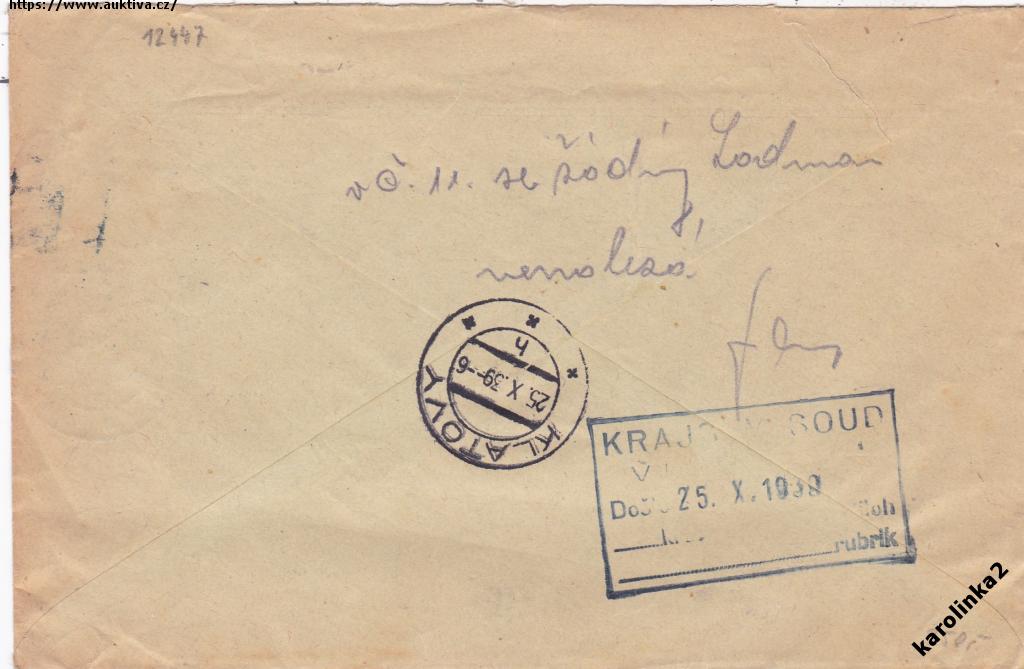 https://www.auktiva.cz/
12447
v č. 11. se žádný Lodman
nenalezá
KLATOVY
25. X. 39 -6
h
KRAJ SOUD
V
Došlo 25. X. 1939
rubrik
karolinka2